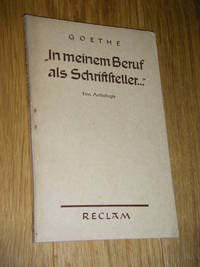 GOETHE
„In meinem Beruf
als Schriftsteller..."
Eine Anthologie
RECLAM